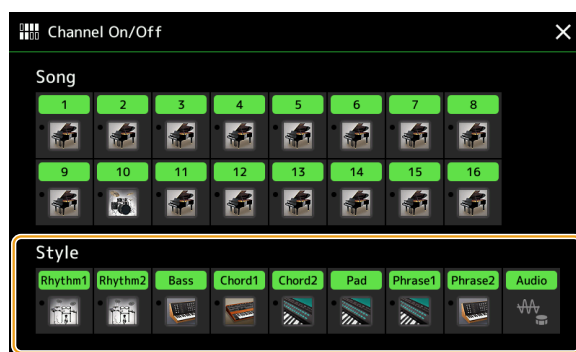 Channel On/Off
Song
1 2 3 4 5 6 7 8
9 10 11 12 13 14 15 16
Style
Rhythm1 Rhythm2 Bass Chord1 Chord2 Pad Phrase1 Phrase2 Audio